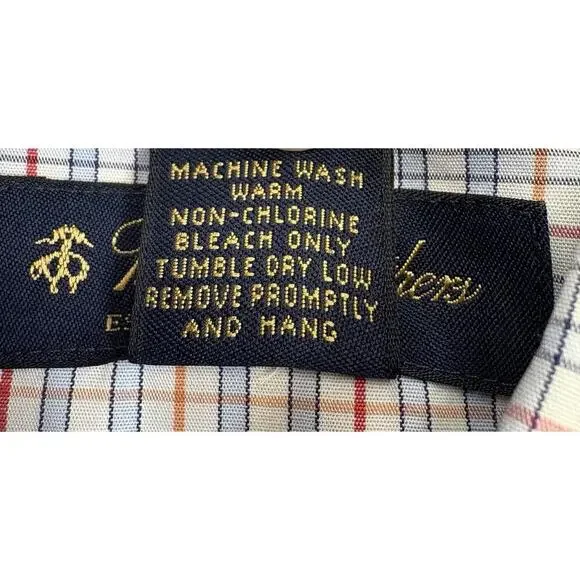 MACHINE WASH
WARM
NON-CHLORINE
BLEACH ONLY
TUMBLE DRY LOW
REMOVE PROMPTLY
AND HANG